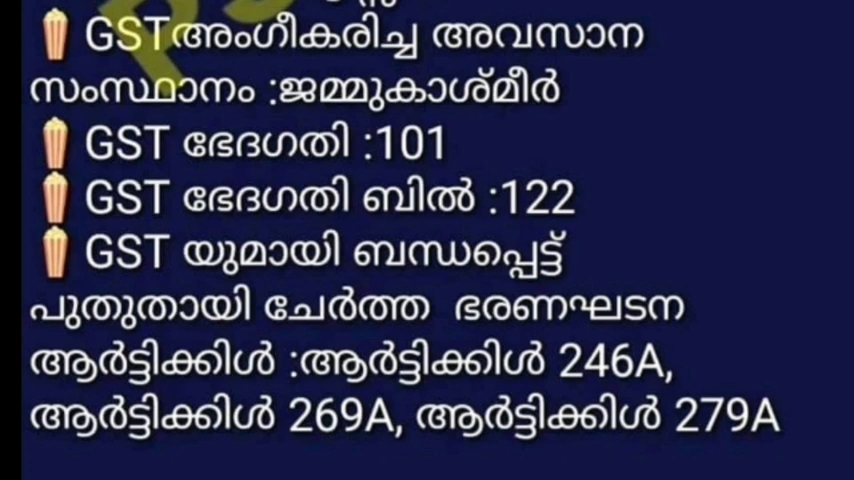 🍿 GSTഅംഗീകരിച്ച അവസാന
സംസ്ഥാനം :ജമ്മുകാശ്മീർ
🍿 GST ഭേദഗതി :101
🍿 GST ഭേദഗതി ബിൽ :122
🍿 GST യുമായി ബന്ധപ്പെട്ട്
പുതുതായി ചേർത്ത ഭരണഘടന
ആർട്ടിക്കിൾ :ആർട്ടിക്കിൾ 246A,
ആർട്ടിക്കിൾ 269A, ആർട്ടിക്കിൾ 279A